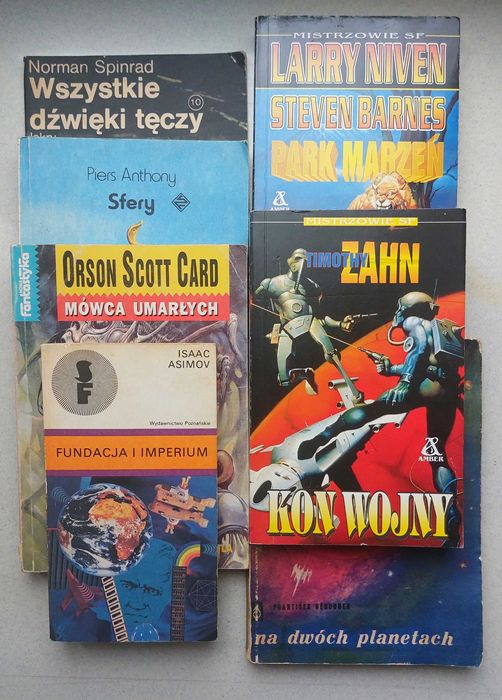 Norman Spinrad
Wszystkie
dźwięki tęczy
10
Piers Anthony
Sfery
fantastyka
ORSON SCOTT CARD
MÓWCA UMARŁYCH
SF
ISAAC
ASIMOV
Wydawnictwo Poznańskie
FUNDACJA I IMPERIUM
MISTRZOWIE SF
LARRY NIVEN
STEVEN BARNES
PARK MARZEŃ
AMBER
MISTRZOWIE SF
TIMOTHY
ZAHN
AMBER
KOŃ WOJNY
FRANTIŠEK
na dwóch planetach